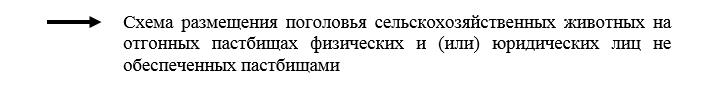 Схема размещения поголовья сельскохозяйственных животных на
отгонных пастбищах физических и (или) юридических лиц не
обеспеченных пастбищами